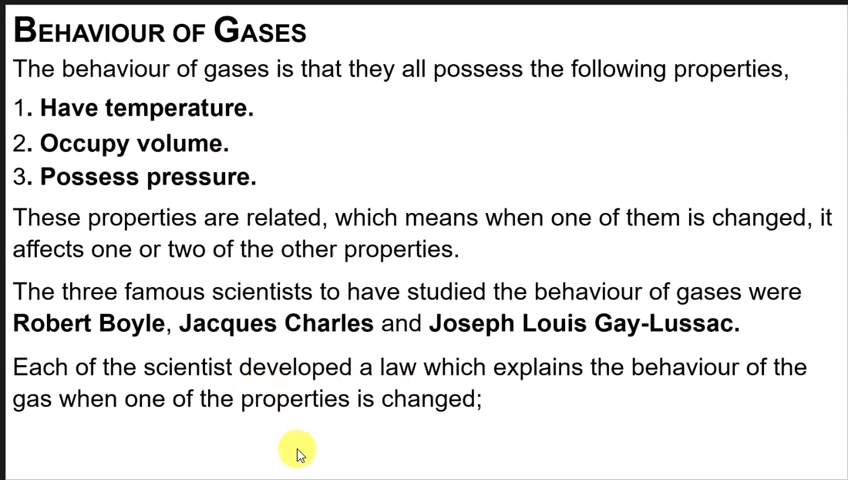 BEHAVIOUR OF GASES
The behaviour of gases is that they all possess the following properties,
1. Have temperature.
2. Occupy volume.
3. Possess pressure.
These properties are related, which means when one of them is changed, it
affects one or two of the other properties.
The three famous scientists to have studied the behaviour of gases were
Robert Boyle, Jacques Charles and Joseph Louis Gay-Lussac.
Each of the scientist developed a law which explains the behaviour of the
gas when one of the properties is changed;